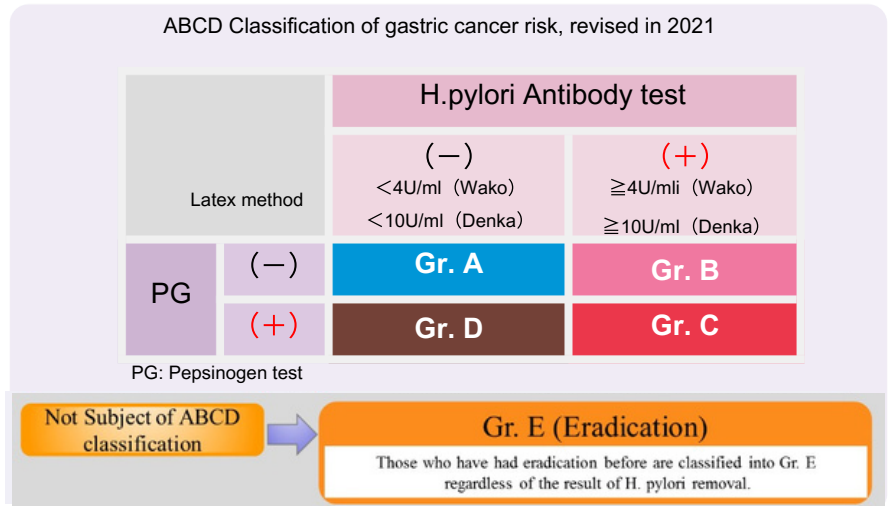 ABCD Classification of gastric cancer risk, revised in 2021
H.pylori Antibody test
Latex method
(－)
＜4U/ml（Wako）
＜10U/ml（Denka）
(＋)
≧4U/mli（Wako）
≧10U/ml（Denka）
PG
(－)
Gr. A
Gr. B
(＋)
Gr. D
Gr. C
PG: Pepsinogen test
Not Subject of ABCD
classification
Gr. E (Eradication)
Those who have had eradication before are classified into Gr. E
regardless of the result of H. pylori removal.